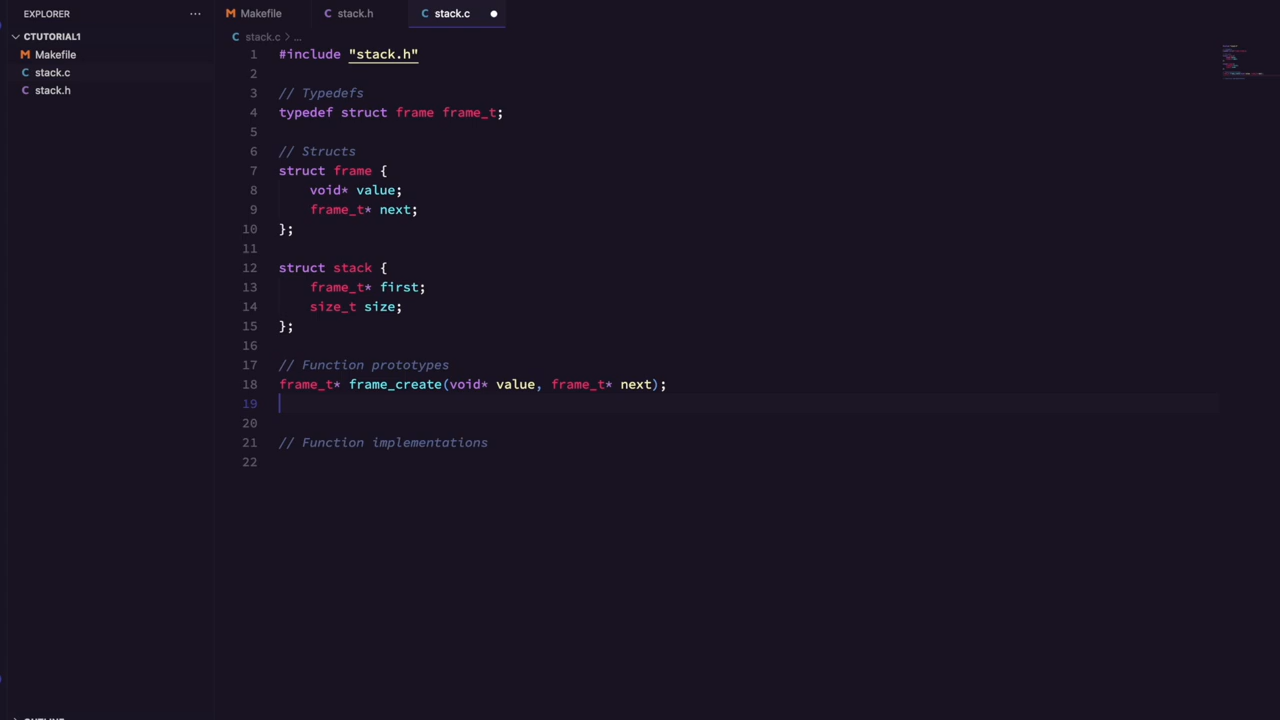 EXPLORER ...
CTUTORIAL1
M Makefile
C stack.c
C stack.h
M Makefile
C stack.h
C stack.c
C stack.c > ...
1 #include "stack.h"
2
3 // Typedefs
4 typedef struct frame frame_t;
5
6 // Structs
7 struct frame {
8 void* value;
9 frame_t* next;
10 };
11
12 struct stack {
13 frame_t* first;
14 size_t size;
15 };
16
17 // Function prototypes
18 frame_t* frame_create(void* value, frame_t* next);
19
20
21 // Function implementations
22
OUTLINE